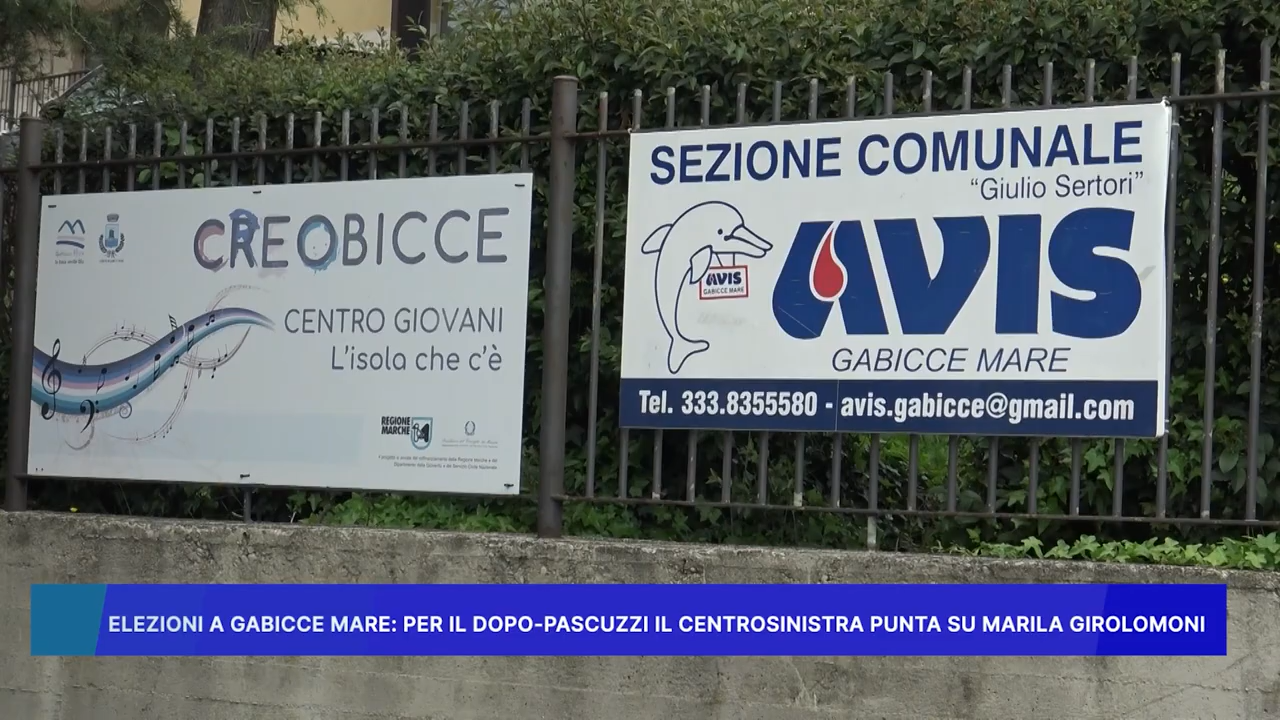 CREOBICCE
CENTRO GIOVANI
L'isola che c'è
REGIONE
MARCHE
SEZIONE COMUNALE
"Giulio Sertori"
AVIS
GABICCE MARE
AVIS
GABICCE MARE
Tel. 333.8355580 - avis.gabicce@gmail.com
ELEZIONI A GABICCE MARE: PER IL DOPO-PASCUZZI IL CENTROSINISTRA PUNTA SU MARILA GIROLOMONI